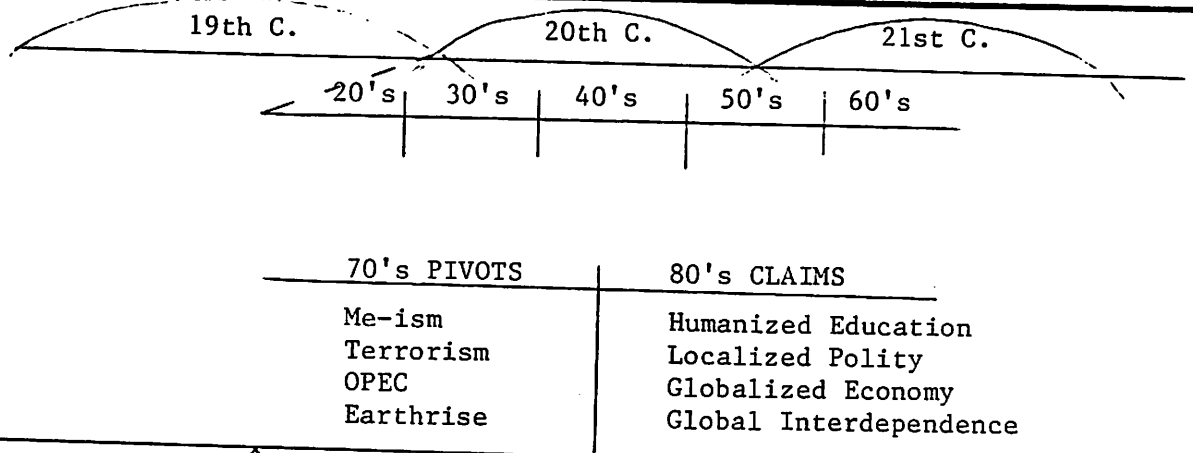 19th C. 20th C. 21st C.
20's 30's 40's 50's 60's
70's PIVOTS 80's CLAIMS
Me-ism Humanized Education
Terrorism Localized Polity
OPEC Globalized Economy
Earthrise Global Interdependence